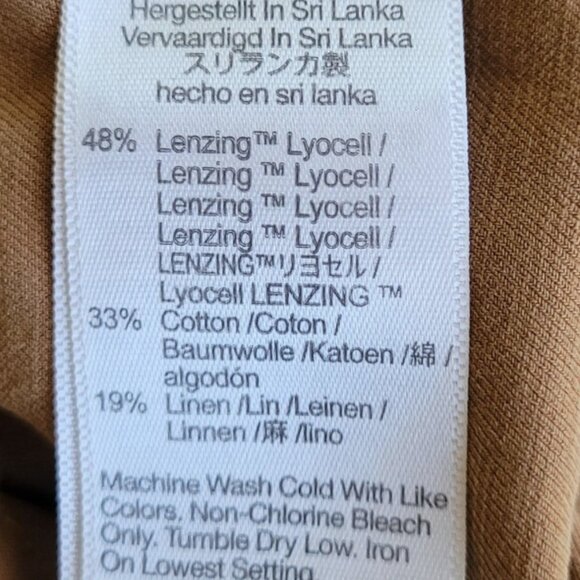 Hergestellt In Sri Lanka
Vervaardigd In Sri Lanka
スリランカ製
hecho en sri lanka
48% Lenzing™ Lyocell /
Lenzing ™ Lyocell /
Lenzing ™ Lyocell /
Lenzing ™ Lyocell /
LENZING™リヨセル /
Lyocell LENZING ™
33% Cotton /Coton /
Baumwolle /Katoen /綿 /
algodón
19% Linen /Lin /Leinen /
Linnen /麻 /lino
Machine Wash Cold With Like
Colors. Non-Chlorine Bleach
Only. Tumble Dry Low. Iron
On Lowest Setting